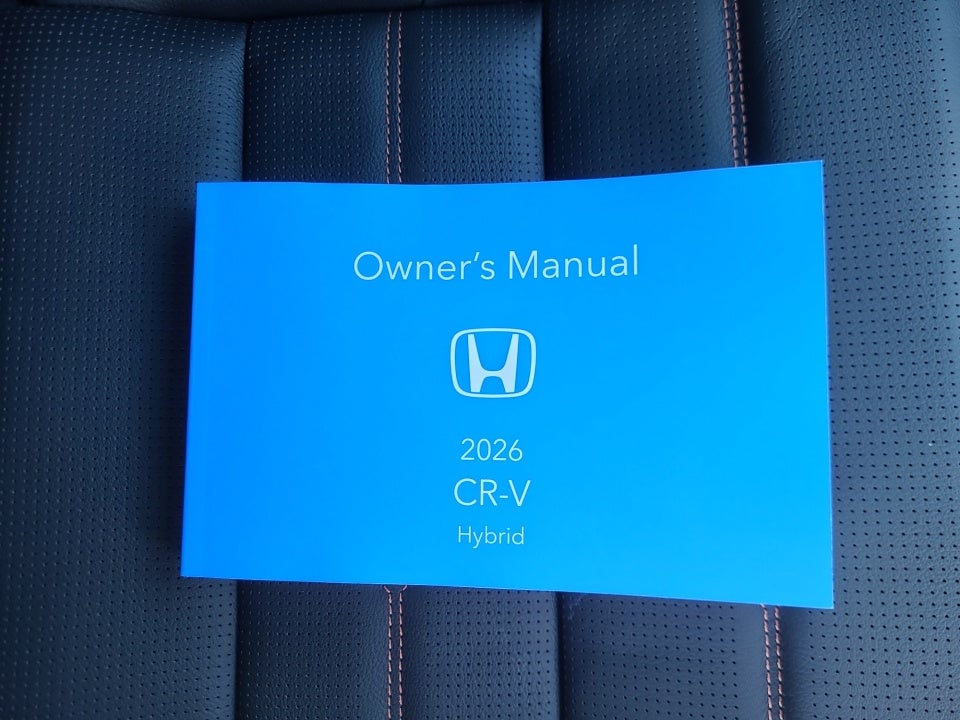 Owner's Manual
2026
CR-V
Hybrid